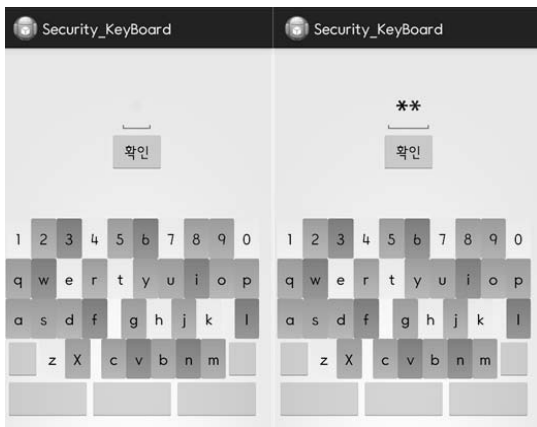 Security_KeyBoard
확인
1 2 3 4 5 6 7 8 9 0
q w e r t y u i o p
a s d f g h j k l
z X c v b n m
Security_KeyBoard
**
확인
1 2 3 4 5 6 7 8 9 0
q w e r t y u i o p
a s d f g h j k l
z X c v b n m